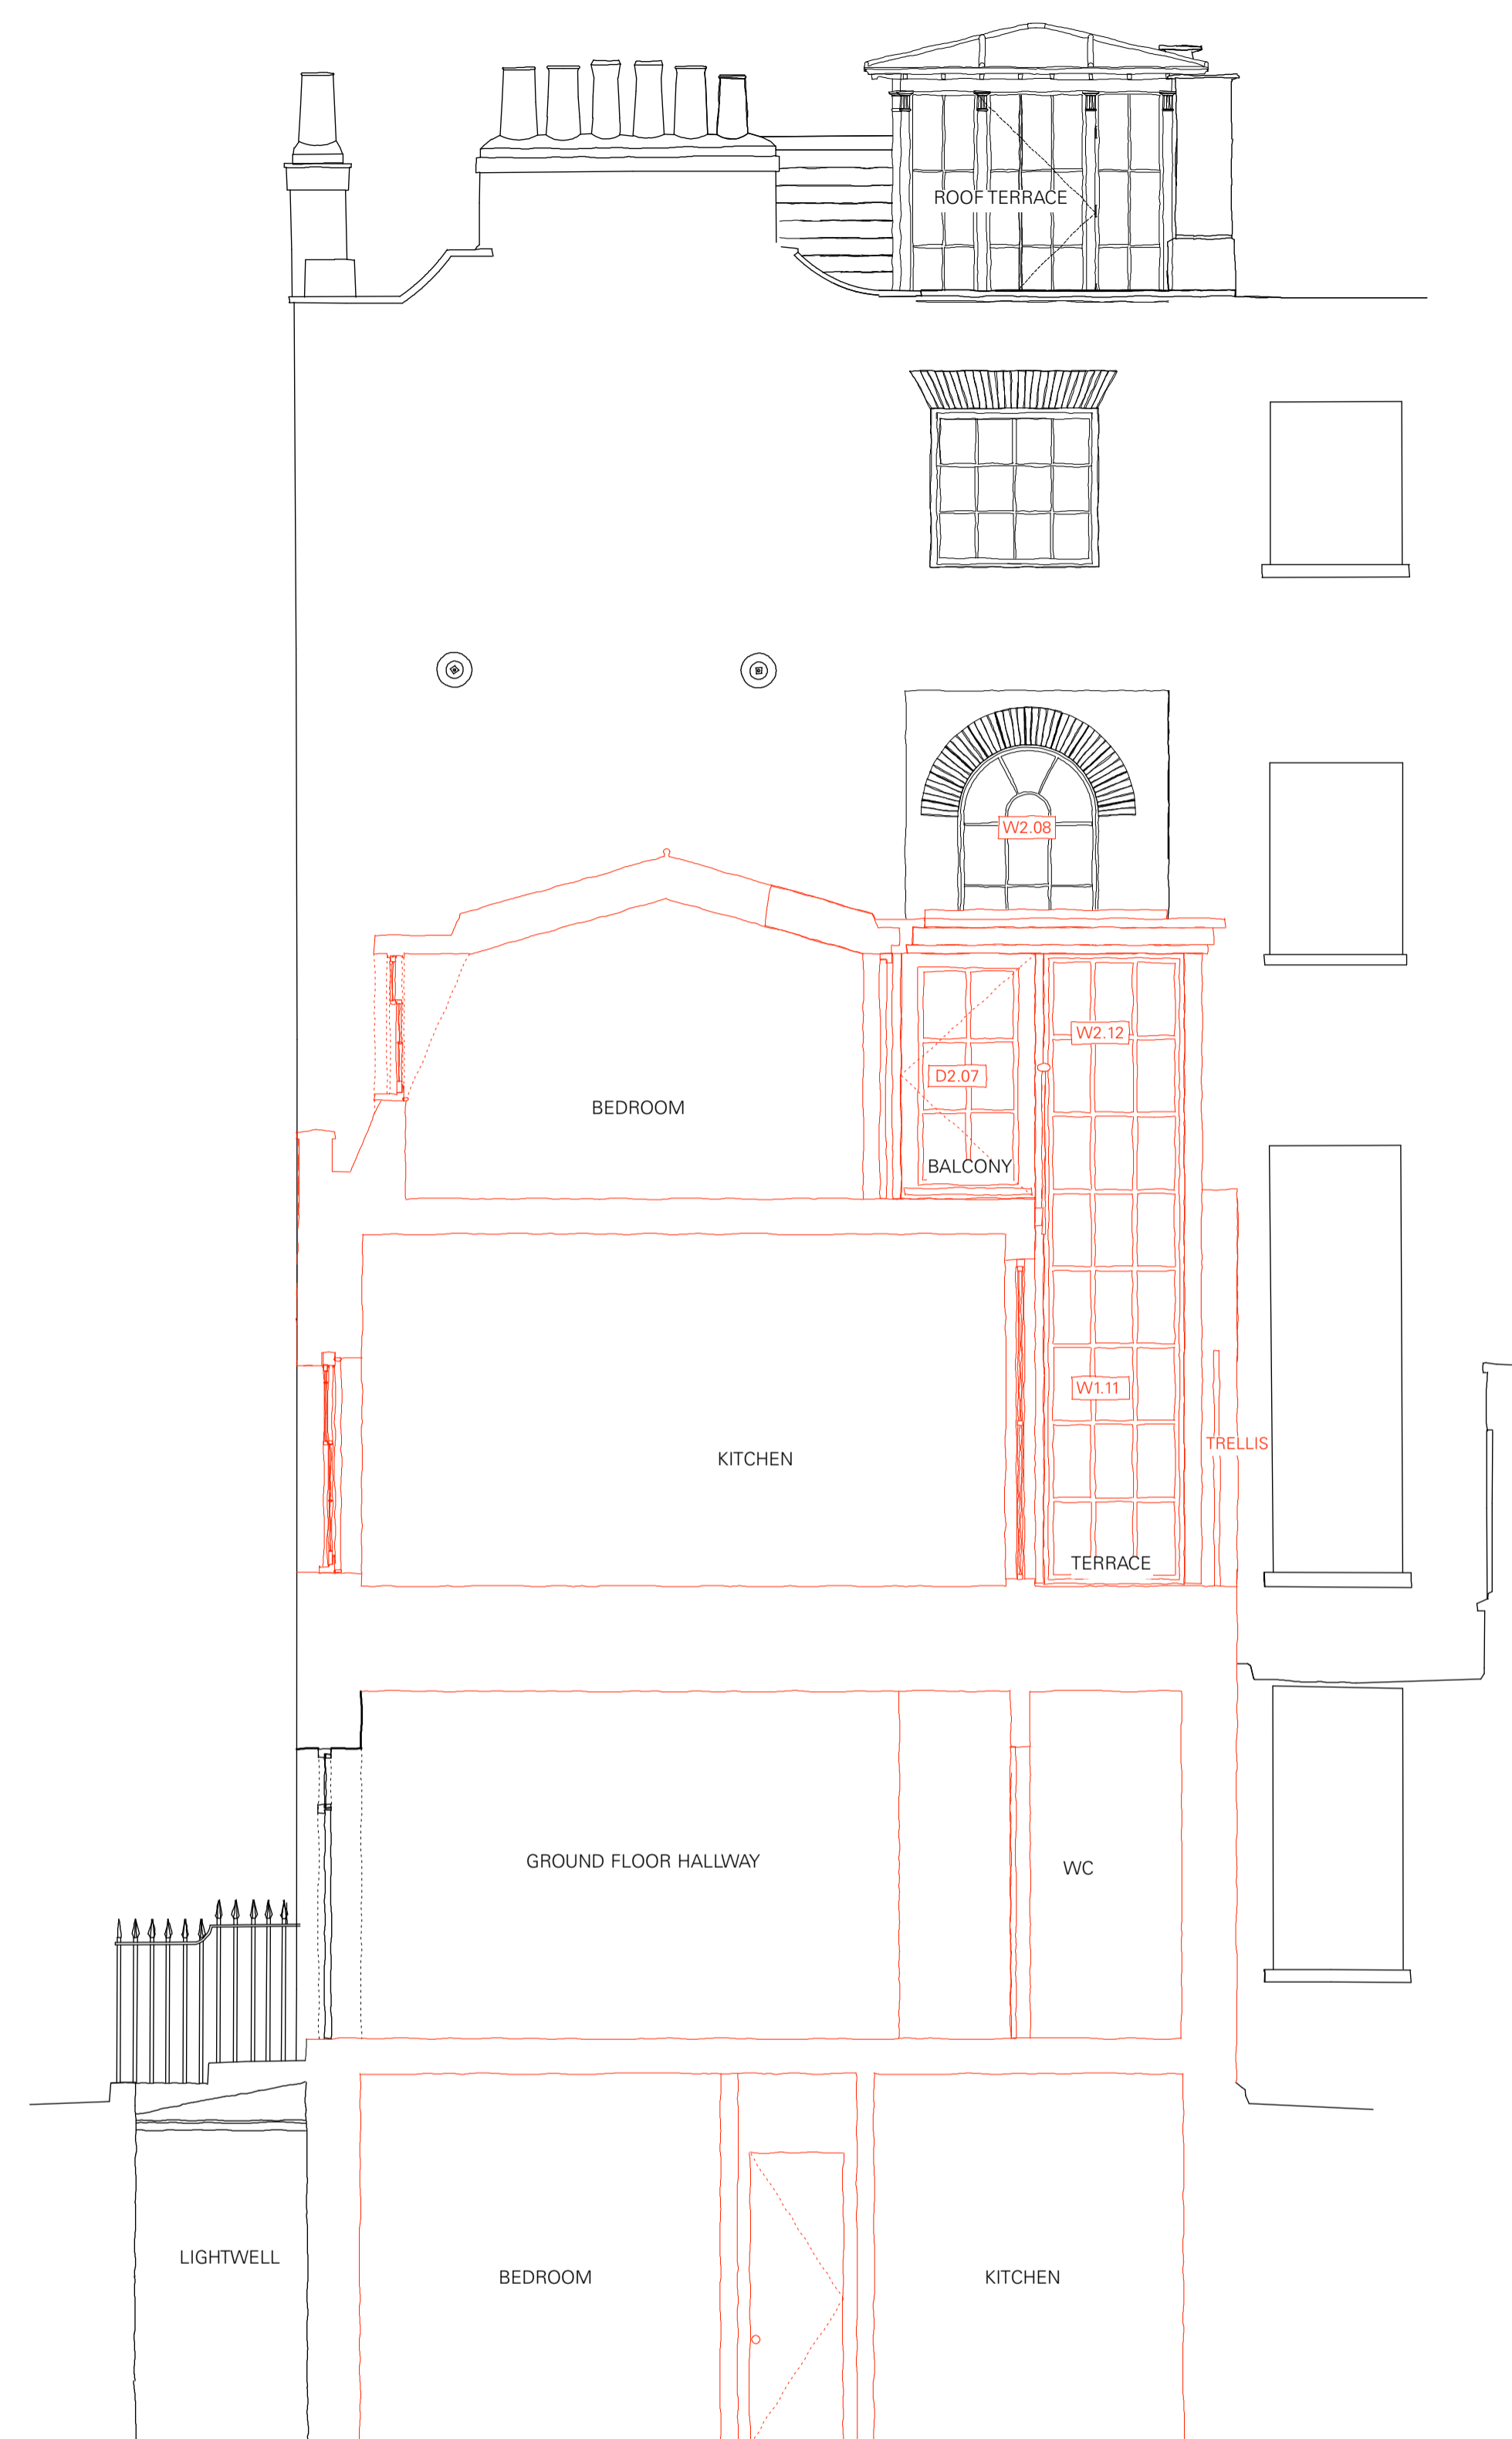 ROOF TERRACE
W2.08
W2.12
D2.07
BEDROOM
BALCONY
W1.11
TRELLIS
KITCHEN
TERRACE
GROUND FLOOR HALLWAY
WC
LIGHTWELL
BEDROOM
KITCHEN